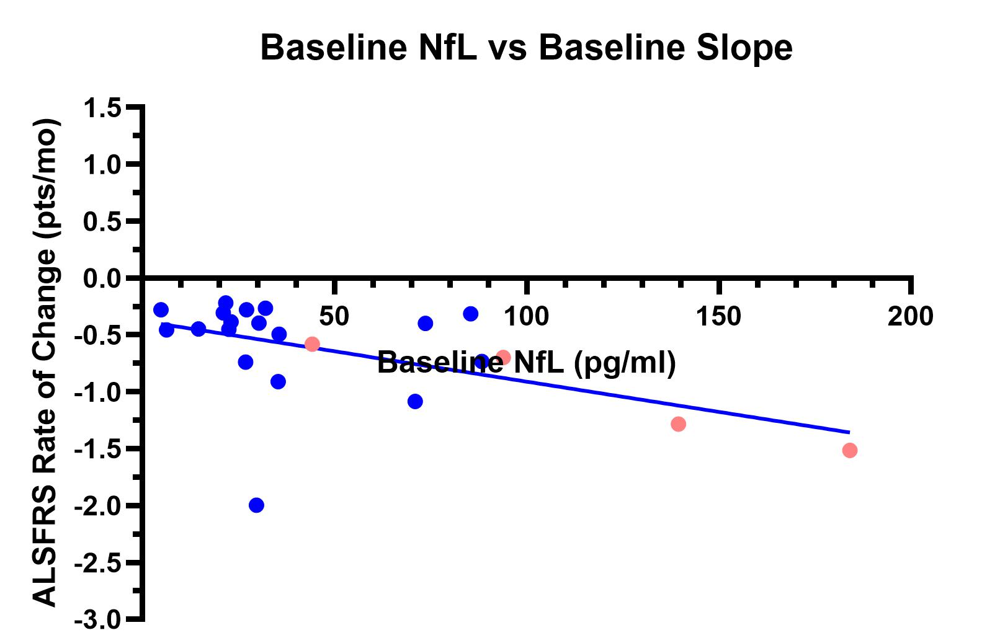 Baseline NfL vs Baseline Slope
ALSFRS Rate of Change (pts/mo)
1.5
1.0
0.5
0.0
-0.5
-1.0
-1.5
-2.0
-2.5
-3.0
50 100 150 200
Baseline NfL (pg/ml)